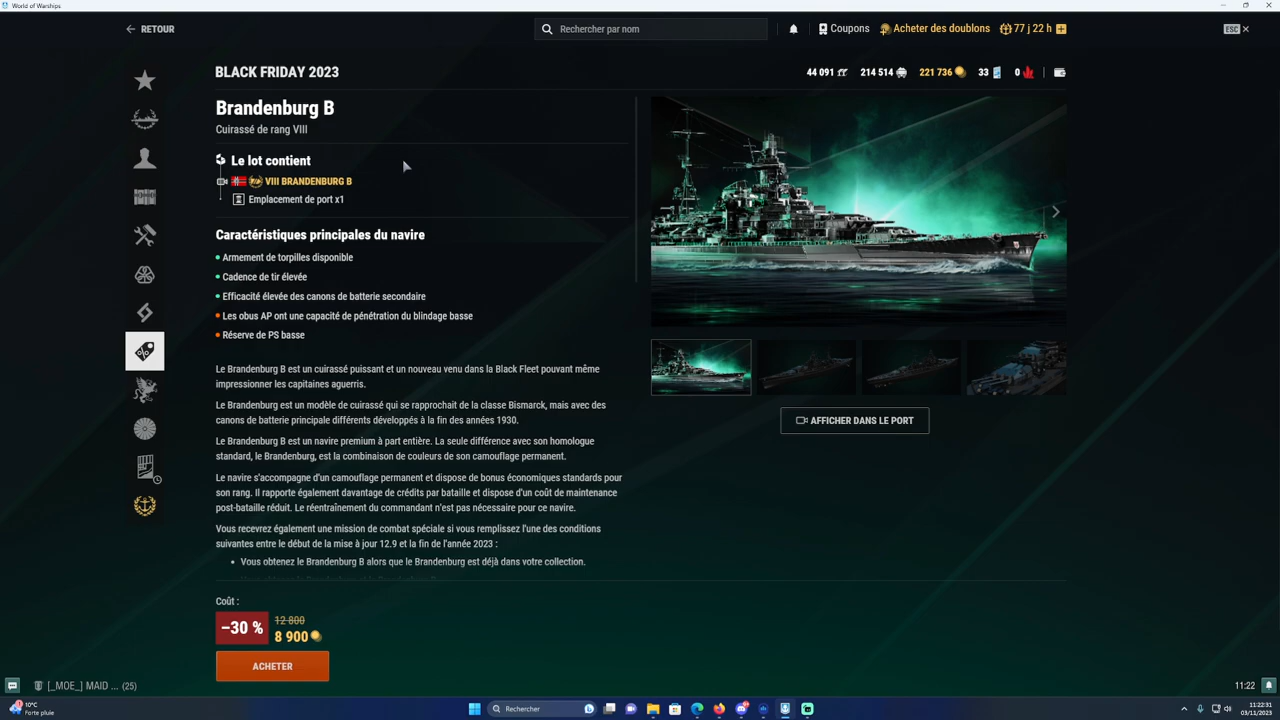 World of Warships
RETOUR
Rechercher par nom
Coupons
Acheter des doublons
77 j 22 h
ESC
BLACK FRIDAY 2023
44 091
214 514
221 736
33
0
Brandenburg B
Cuirassé de rang VIII
Le lot contient
VIII BRANDENBURG B
Emplacement de port x1
Caractéristiques principales du navire
Armement de torpilles disponible
Cadence de tir élevée
Efficacité élevée des canons de batterie secondaire
Les obus AP ont une capacité de pénétration du blindage basse
Réserve de PS basse
Le Brandenburg B est un cuirassé puissant et un nouveau venu dans la Black Fleet pouvant même
impressionner les capitaines aguerris.
Le Brandenburg est un modèle de cuirassé qui se rapprochait de la classe Bismarck, mais avec des
canons de batterie principale différents développés à la fin des années 1930.
Le Brandenburg B est un navire premium à part entière. La seule différence avec son homologue
standard, le Brandenburg, est la combinaison de couleurs de son camouflage permanent.
Le navire s'accompagne d'un camouflage permanent et dispose de bonus économiques standards pour
son rang. Il rapporte également davantage de crédits par bataille et dispose d'un coût de maintenance
post-bataille réduit. Le réentraînement du commandant n'est pas nécessaire pour ce navire.
Vous recevrez également une mission de combat spéciale si vous remplissez l'une des conditions
suivantes entre le début de la mise à jour 12.9 et la fin de l'année 2023 :
• Vous obtenez le Brandenburg B alors que le Brandenburg est déjà dans votre collection.
AFFICHER DANS LE PORT
Coût :
−30 %
12 800
8 900
ACHETER
[_MOE_] MAID ... (25)
11:22
10°C
Forte pluie
Rechercher
11:22:31
03/11/2023